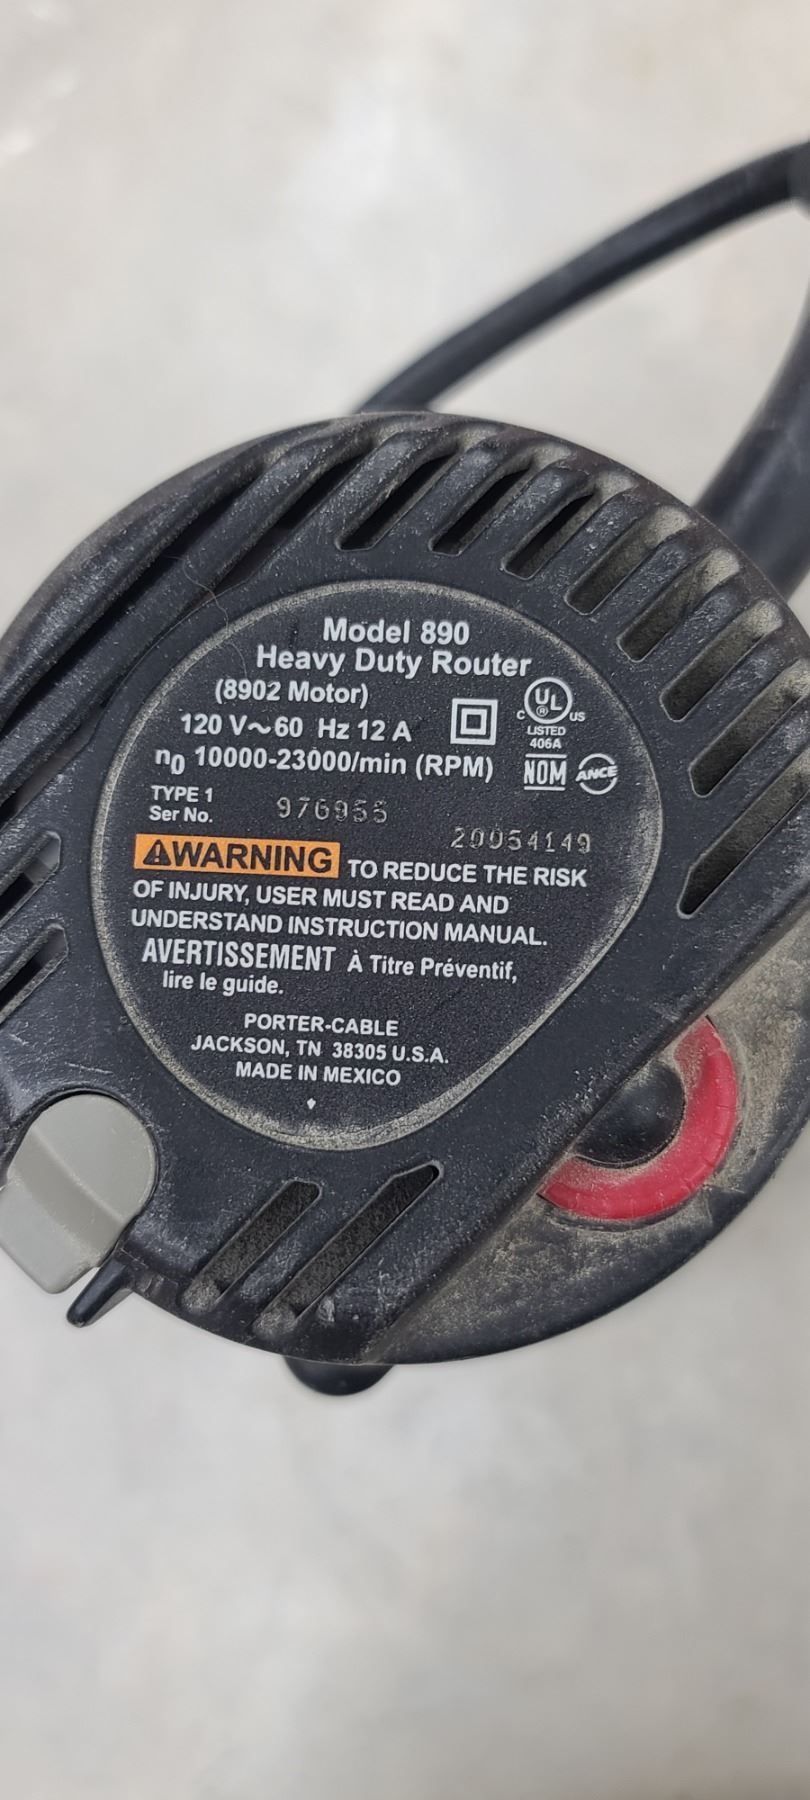 Model 890
Heavy Duty Router
(8902 Motor)
120 V~60 Hz 12 A
n0 10000-23000/min (RPM)
C UL ® US
LISTED
406A
NOM ANCE
TYPE 1
Ser No.
20054149
⚠WARNING TO REDUCE THE RISK
OF INJURY, USER MUST READ AND
UNDERSTAND INSTRUCTION MANUAL.
AVERTISSEMENT À Titre Préventif,
lire le guide.
PORTER-CABLE
JACKSON, TN 38305 U.S.A.
MADE IN MEXICO